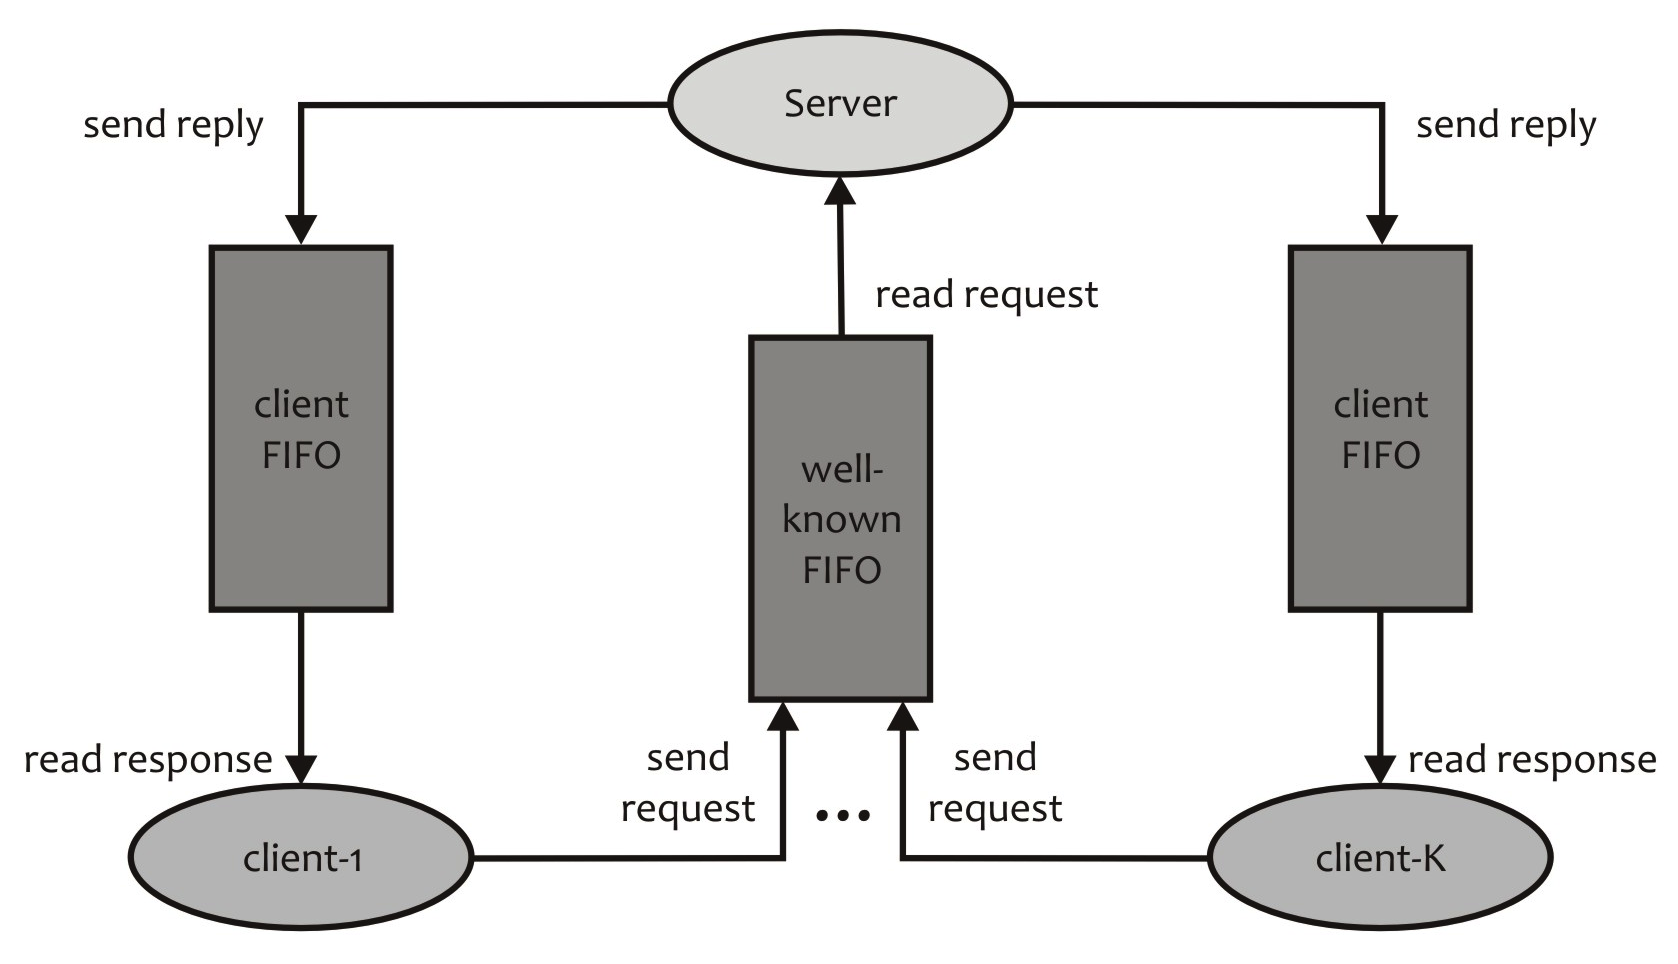 Server
send reply
send reply
read request
client
FIFO
client
FIFO
well-
known
FIFO
read response
send
request
...
send
request
read response
client-1
client-K